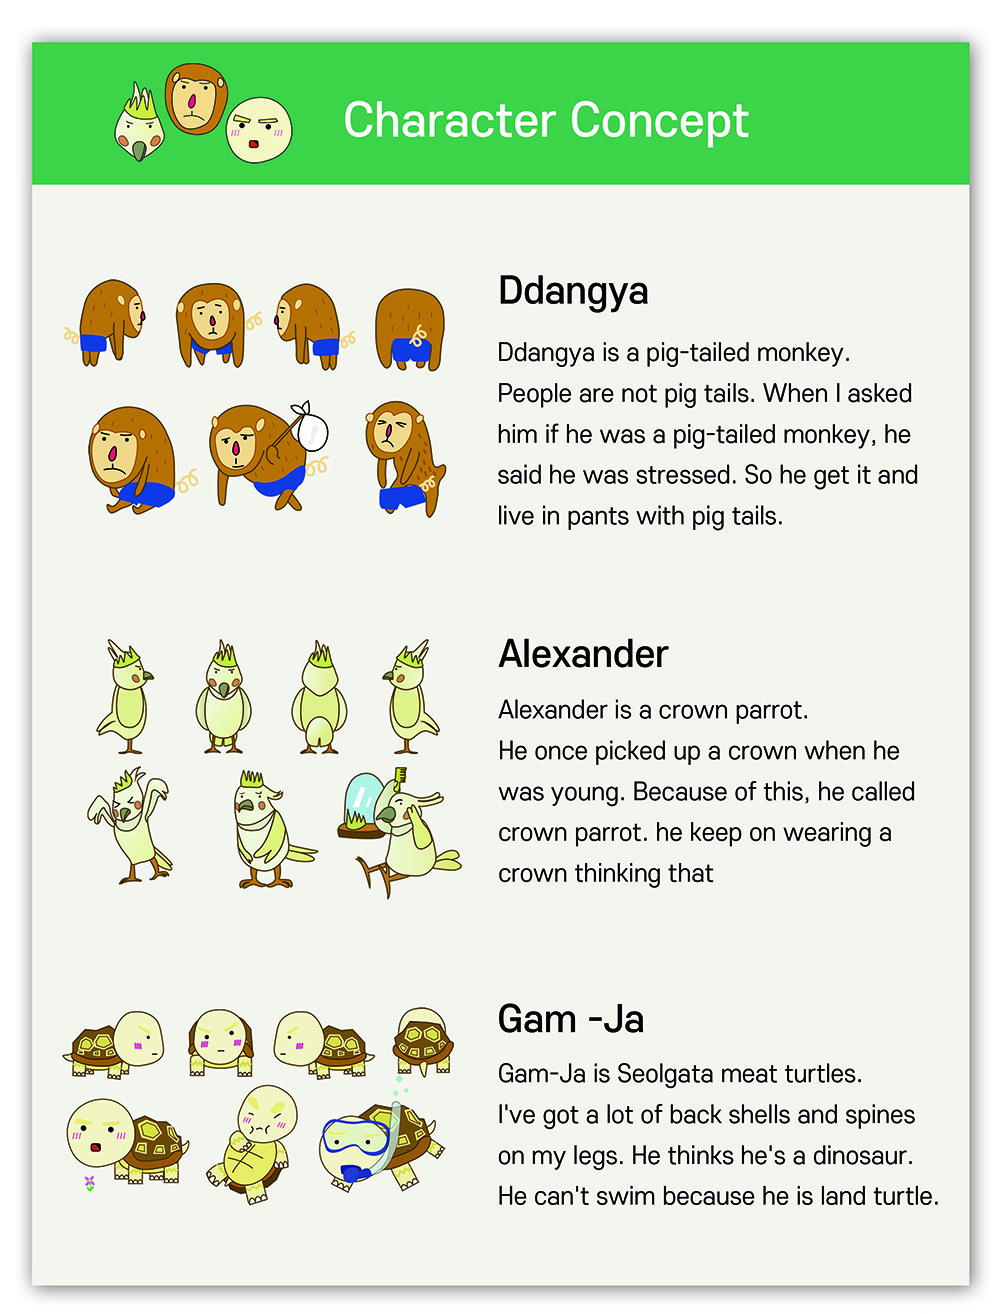 Character Concept
Ddangya
Ddangya is a pig-tailed monkey.
People are not pig tails. When I asked
him if he was a pig-tailed monkey, he
said he was stressed. So he get it and
live in pants with pig tails.
Alexander
Alexander is a crown parrot.
He once picked up a crown when he
was young. Because of this, he called
crown parrot. he keep on wearing a
crown thinking that
Gam -Ja
Gam-Ja is Seolgata meat turtles.
I've got a lot of back shells and spines
on my legs. He thinks he's a dinosaur.
He can't swim because he is land turtle.